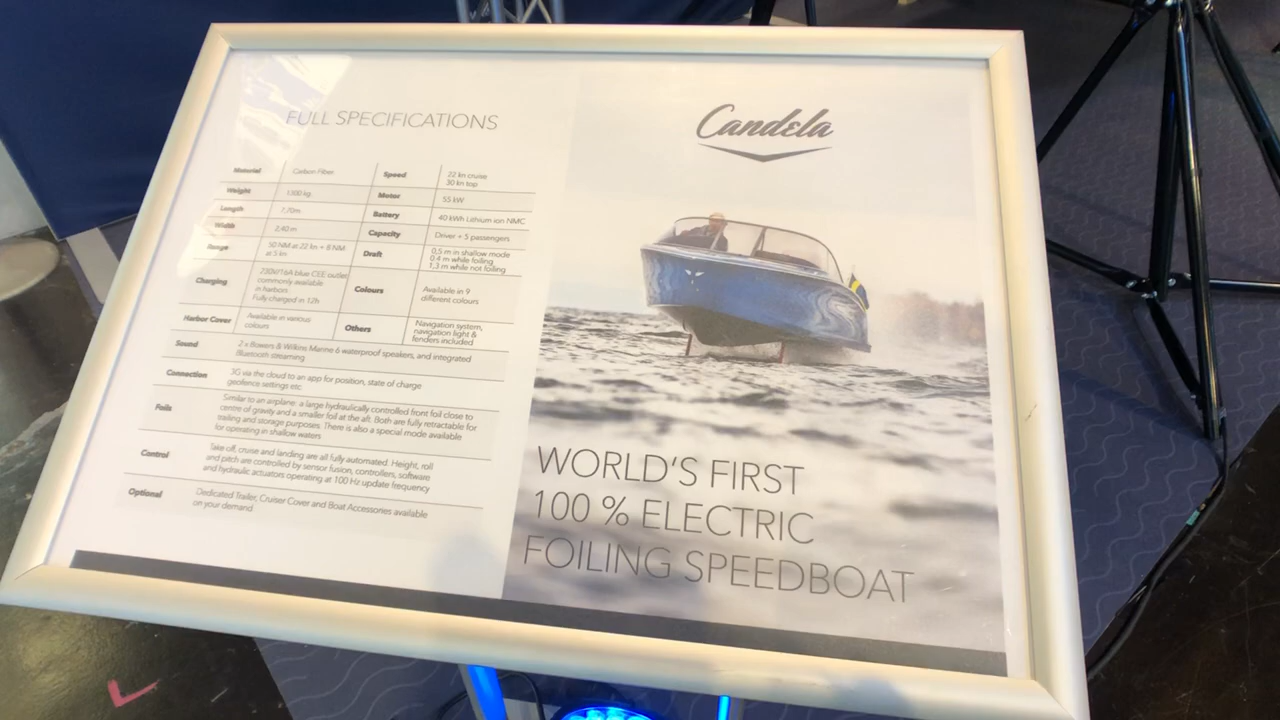 FULL SPECIFICATIONS
Material
Carbon Fiber
Speed
22 kn cruise
30 kn top
Weight
1300 kg
Motor
55 kW
Length
7,70m
Battery
40 kWh Lithium ion NMC
Width
2,40 m
Capacity
Driver + 5 passengers
Range
50 NM at 22 kn + 8 NM
at 5 kn
Draft
0,5 m in shallow mode
0.4 m while foiling
1,3 m while not foiling
Charging
230V/16A blue CEE outlet
commonly available
in harbors
Fully charged in 12h
Colours
Available in 9
different colours
Harbor Cover
Available in various
colours
Others
Navigation system,
navigation light &
fenders included
Sound
2 x Bowers & Wilkins Marine 6 waterproof speakers, and integrated
Bluetooth streaming
Connection
3G via the cloud to an app for position, state of charge
geofence settings etc.
Foils
Similar to an airplane: a large hydraulically controlled front foil close to
centre of gravity and a smaller foil at the aft. Both are fully retractable for
trailing and storage purposes. There is also a special mode available
for operating in shallow waters
Control
Take off, cruise and landing are all fully automated. Height, roll
and pitch are controlled by sensor fusion, controllers, software
and hydraulic actuators operating at 100 Hz update frequency
Optional
Dedicated Trailer, Cruiser Cover and Boat Accessories available
on your demand
Candela
WORLD'S FIRST
100 % ELECTRIC
FOILING SPEEDBOAT